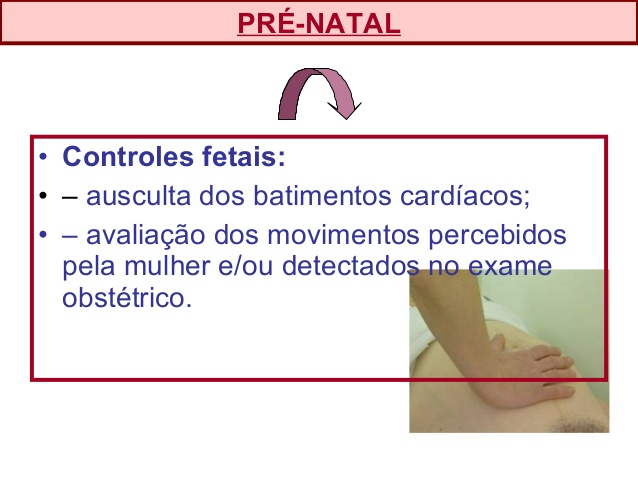 PRÉ-NATAL
• Controles fetais:
• – ausculta dos batimentos cardíacos;
• – avaliação dos movimentos percebidos
pela mulher e/ou detectados no exame
obstétrico.